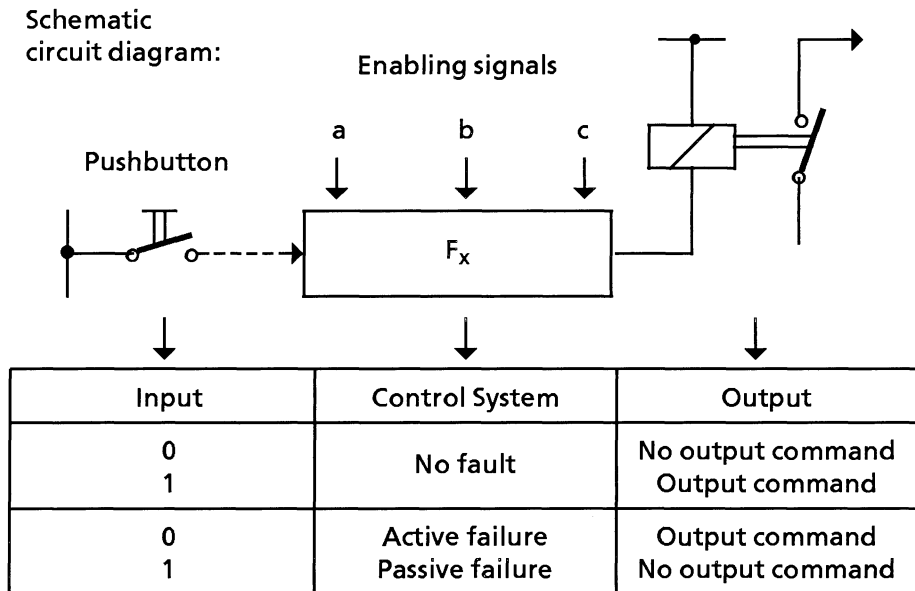 Schematic
circuit diagram:
Enabling signals
a b c
Pushbutton
Fx
Input Control System Output
0 No fault No output command
1 Output command
0 Active failure Output command
1 Passive failure No output command